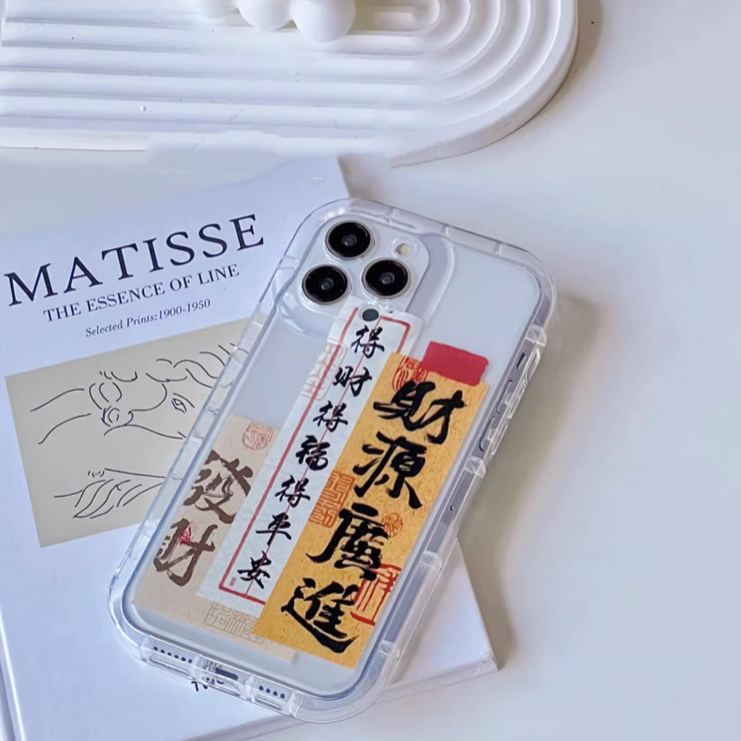 MATISSE
THE ESSENCE OF LINE
Selected Prints: 1900-1950
得財得福得平安
財源廣進
發財